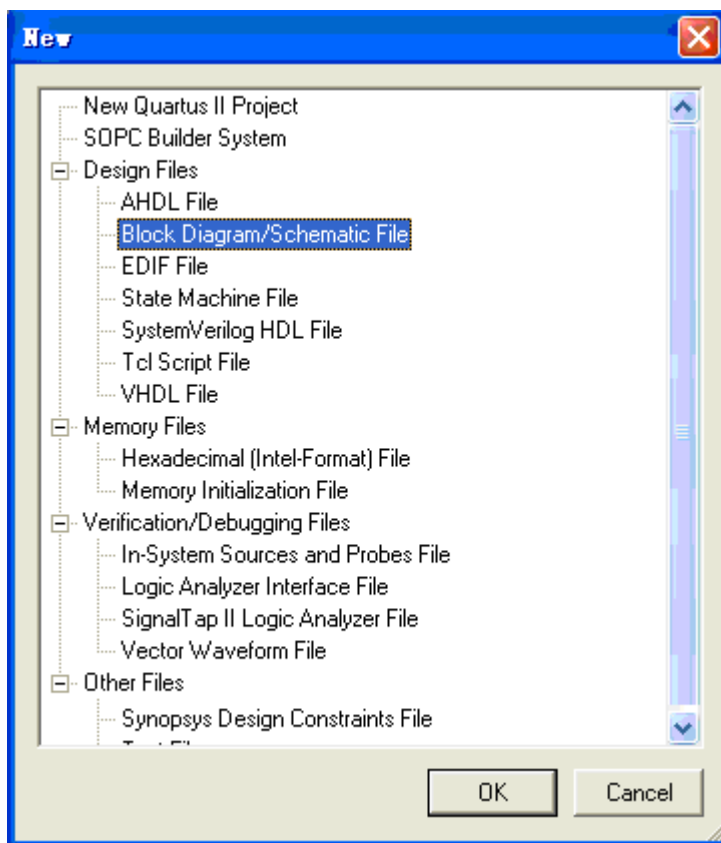 New
New Quartus II Project
SOPC Builder System
Design Files
AHDL File
Block Diagram/Schematic File
EDIF File
State Machine File
SystemVerilog HDL File
Tcl Script File
VHDL File
Memory Files
Hexadecimal (Intel-Format) File
Memory Initialization File
Verification/Debugging Files
In-System Sources and Probes File
Logic Analyzer Interface File
SignalTap II Logic Analyzer File
Vector Waveform File
Other Files
Synopsys Design Constraints File
OK Cancel